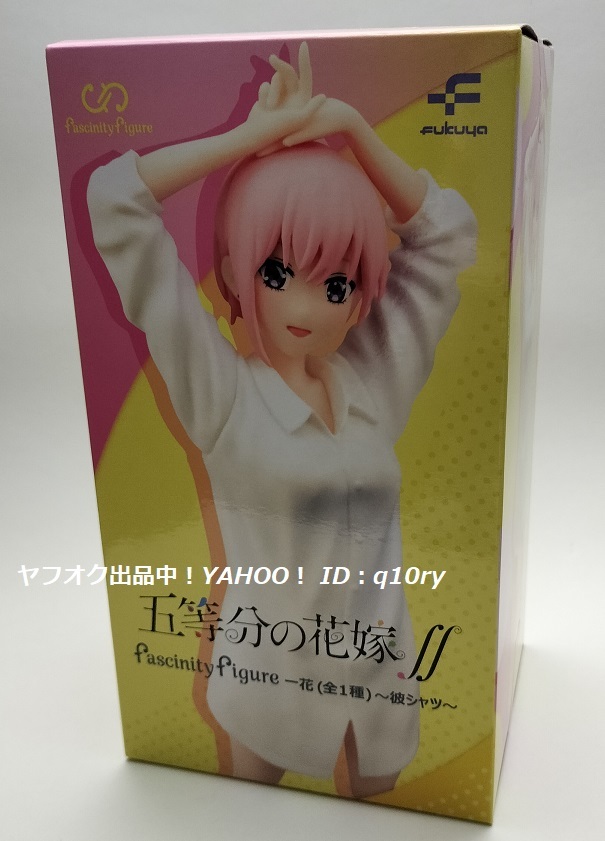 fascinity figure
Fukuya
ヤフオク出品中！YAHOO！ ID：q10ry
五等分の花嫁∬
fascinity figure 一花(全1種)～彼シャツ～